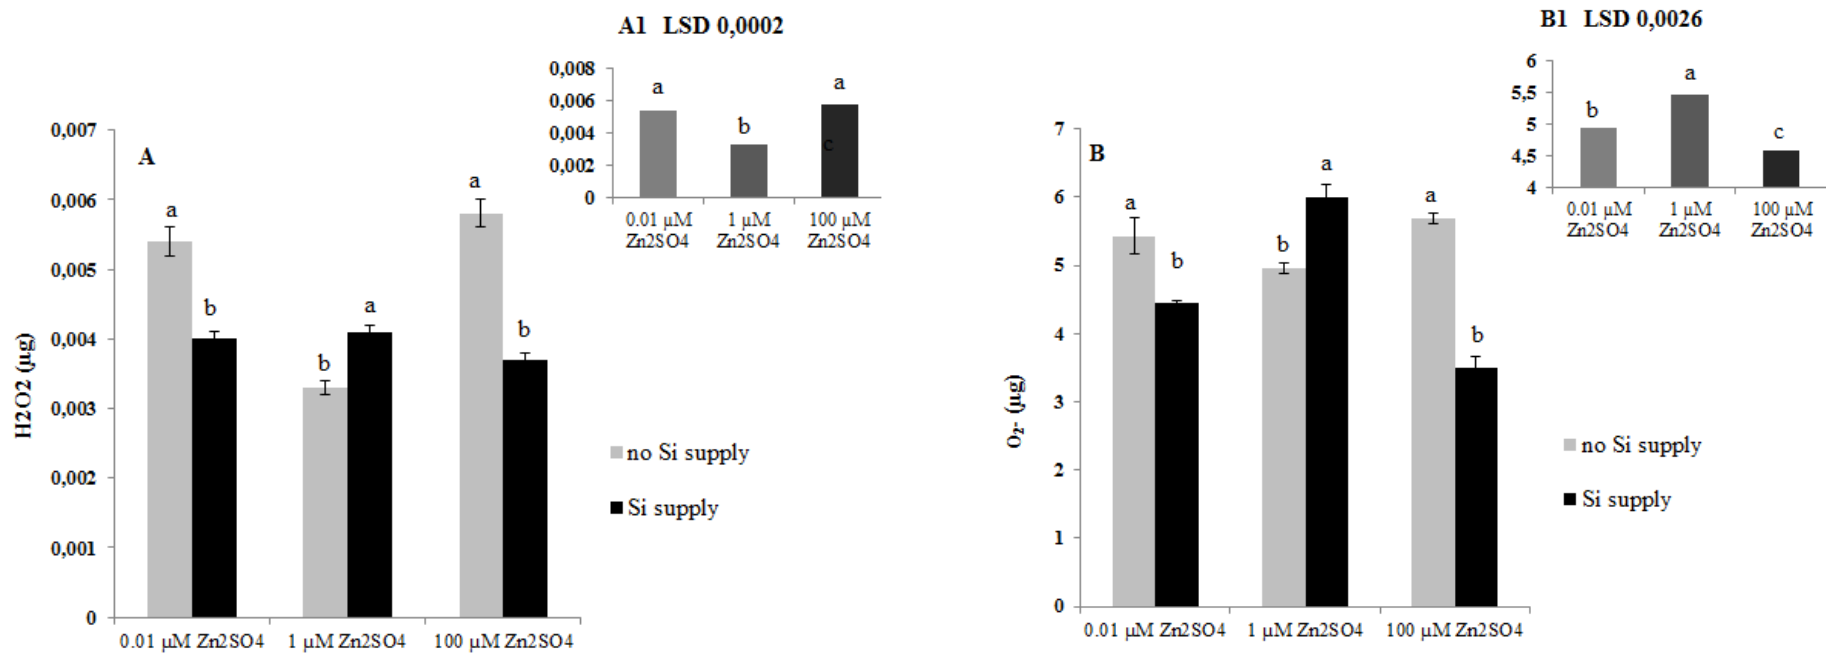 A1 LSD 0,0002
0,008
0,006
0,004
0,002
0
a
b
a
c
0.01 µM
Zn2SO4
1 µM
Zn2SO4
100 µM
Zn2SO4
A
H2O2 (µg)
0,007
0,006
0,005
0,004
0,003
0,002
0,001
0
a
b
b
a
a
b
0.01 µM Zn2SO4
1 µM Zn2SO4
100 µM Zn2SO4
no Si supply
Si supply
B1 LSD 0,0026
6
5,5
5
4,5
4
b
a
c
0.01 µM
Zn2SO4
1 µM
Zn2SO4
100 µM
Zn2SO4
B
O2- (µg)
7
6
5
4
3
2
1
0
a
b
b
a
a
b
0.01 µM Zn2SO4
1 µM Zn2SO4
100 µM Zn2SO4
no Si supply
Si supply